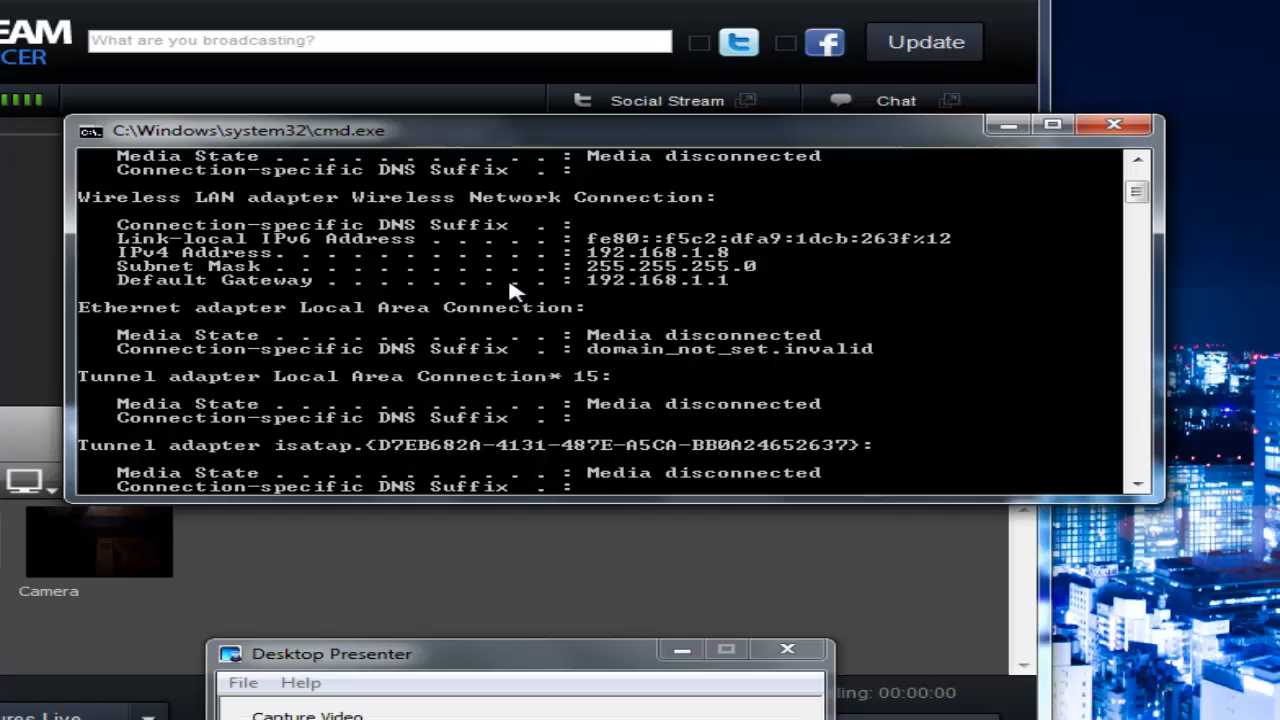 EAM
CER
What are you broadcasting?
Update
Social Stream
Chat
C:\Windows\system32\cmd.exe
Media State . . . . . . . . . . . : Media disconnected
Connection-specific DNS Suffix  . :
Wireless LAN adapter Wireless Network Connection:
Connection-specific DNS Suffix  . :
Link-local IPv6 Address . . . . . : fe80::f5c2:dfa9:1dcb:263f%12
IPv4 Address. . . . . . . . . . . : 192.168.1.8
Subnet Mask . . . . . . . . . . . : 255.255.255.0
Default Gateway . . . . . . . . . : 192.168.1.1
Ethernet adapter Local Area Connection:
Media State . . . . . . . . . . . : Media disconnected
Connection-specific DNS Suffix  . : domain_not_set.invalid
Tunnel adapter Local Area Connection* 15:
Media State . . . . . . . . . . . : Media disconnected
Connection-specific DNS Suffix  . :
Tunnel adapter isatap.{D7EB682A-4131-487E-A5CA-BB0A24652637}:
Media State . . . . . . . . . . . : Media disconnected
Connection-specific DNS Suffix  . :
Camera
Desktop Presenter
File Help
ling: 00:00:00
Capture Video
ures Live